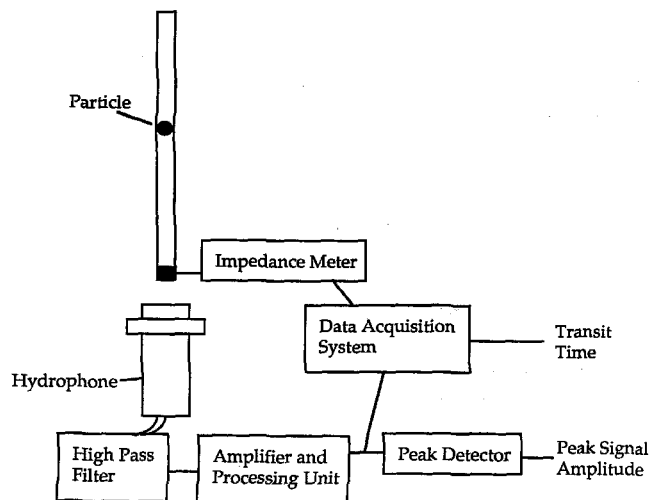 Particle
Impedance Meter
Data Acquisition
System
Transit
Time
Hydrophone
High Pass
Filter
Amplifier and
Processing Unit
Peak Detector
Peak Signal
Amplitude